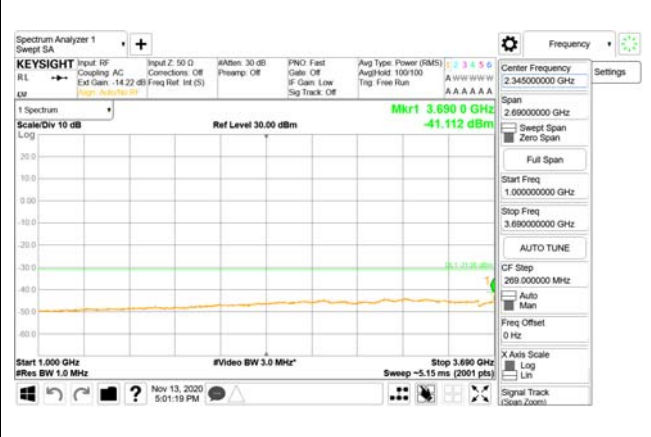 Spectrum Analyzer 1
Swept SA
Frequency
KEYSIGHT
RL
Input: RF
Coupling: AC
Ext Gain: -14.22 dB
Align: Auto/No RF
Input Z: 50 Ω
Corrections: Off
Freq Ref: Int (S)
#Atten: 30 dB
Preamp: Off
PNO: Fast
Gate: Off
IF Gain: Low
Sig Track: Off
Avg Type: Power (RMS)
Avg|Hold: 100/100
Trig: Free Run
1 2 3 4 5 6
A W W W W W
A A A A A A
1 Spectrum
Scale/Div 10 dB
Log
Ref Level 30.00 dBm
Mkr1 3.690 0 GHz
-41.112 dBm
20.0
10.0
0.00
-10.0
-20.0
-30.0
-40.0
-50.0
-60.0
1
Start 1.000 GHz
#Res BW 1.0 MHz
#Video BW 3.0 MHz*
Stop 3.690 GHz
Sweep ~5.15 ms (2001 pts)
?
Nov 13, 2020
5:01:19 PM
Center Frequency
2.345000000 GHz
Settings
Span
2.69000000 GHz
Swept Span
Zero Span
Full Span
Start Freq
1.000000000 GHz
Stop Freq
3.690000000 GHz
AUTO TUNE
CF Step
269.000000 MHz
Auto
Man
Freq Offset
0 Hz
X Axis Scale
Log
Lin
Signal Track
(Span Zoom)